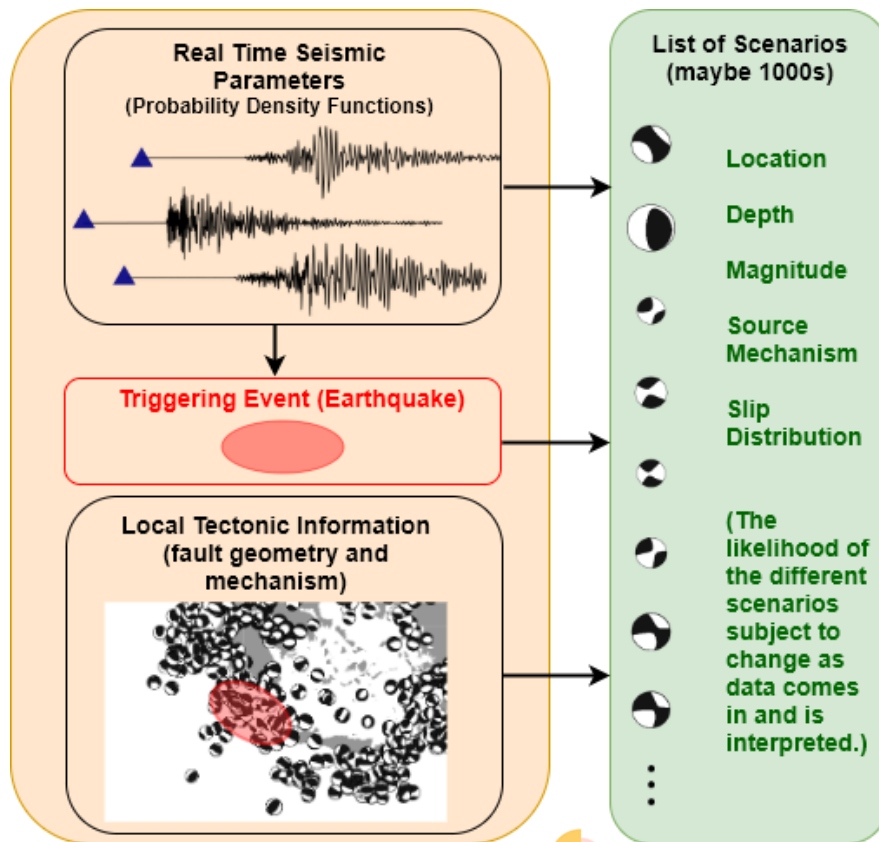 Real Time Seismic
Parameters
(Probability Density Functions)
Triggering Event (Earthquake)
Local Tectonic Information
(fault geometry and
mechanism)
List of Scenarios
(maybe 1000s)
Location
Depth
Magnitude
Source
Mechanism
Slip
Distribution
(The
likelihood of
the different
scenarios
subject to
change as
data comes
in and is
interpreted.)